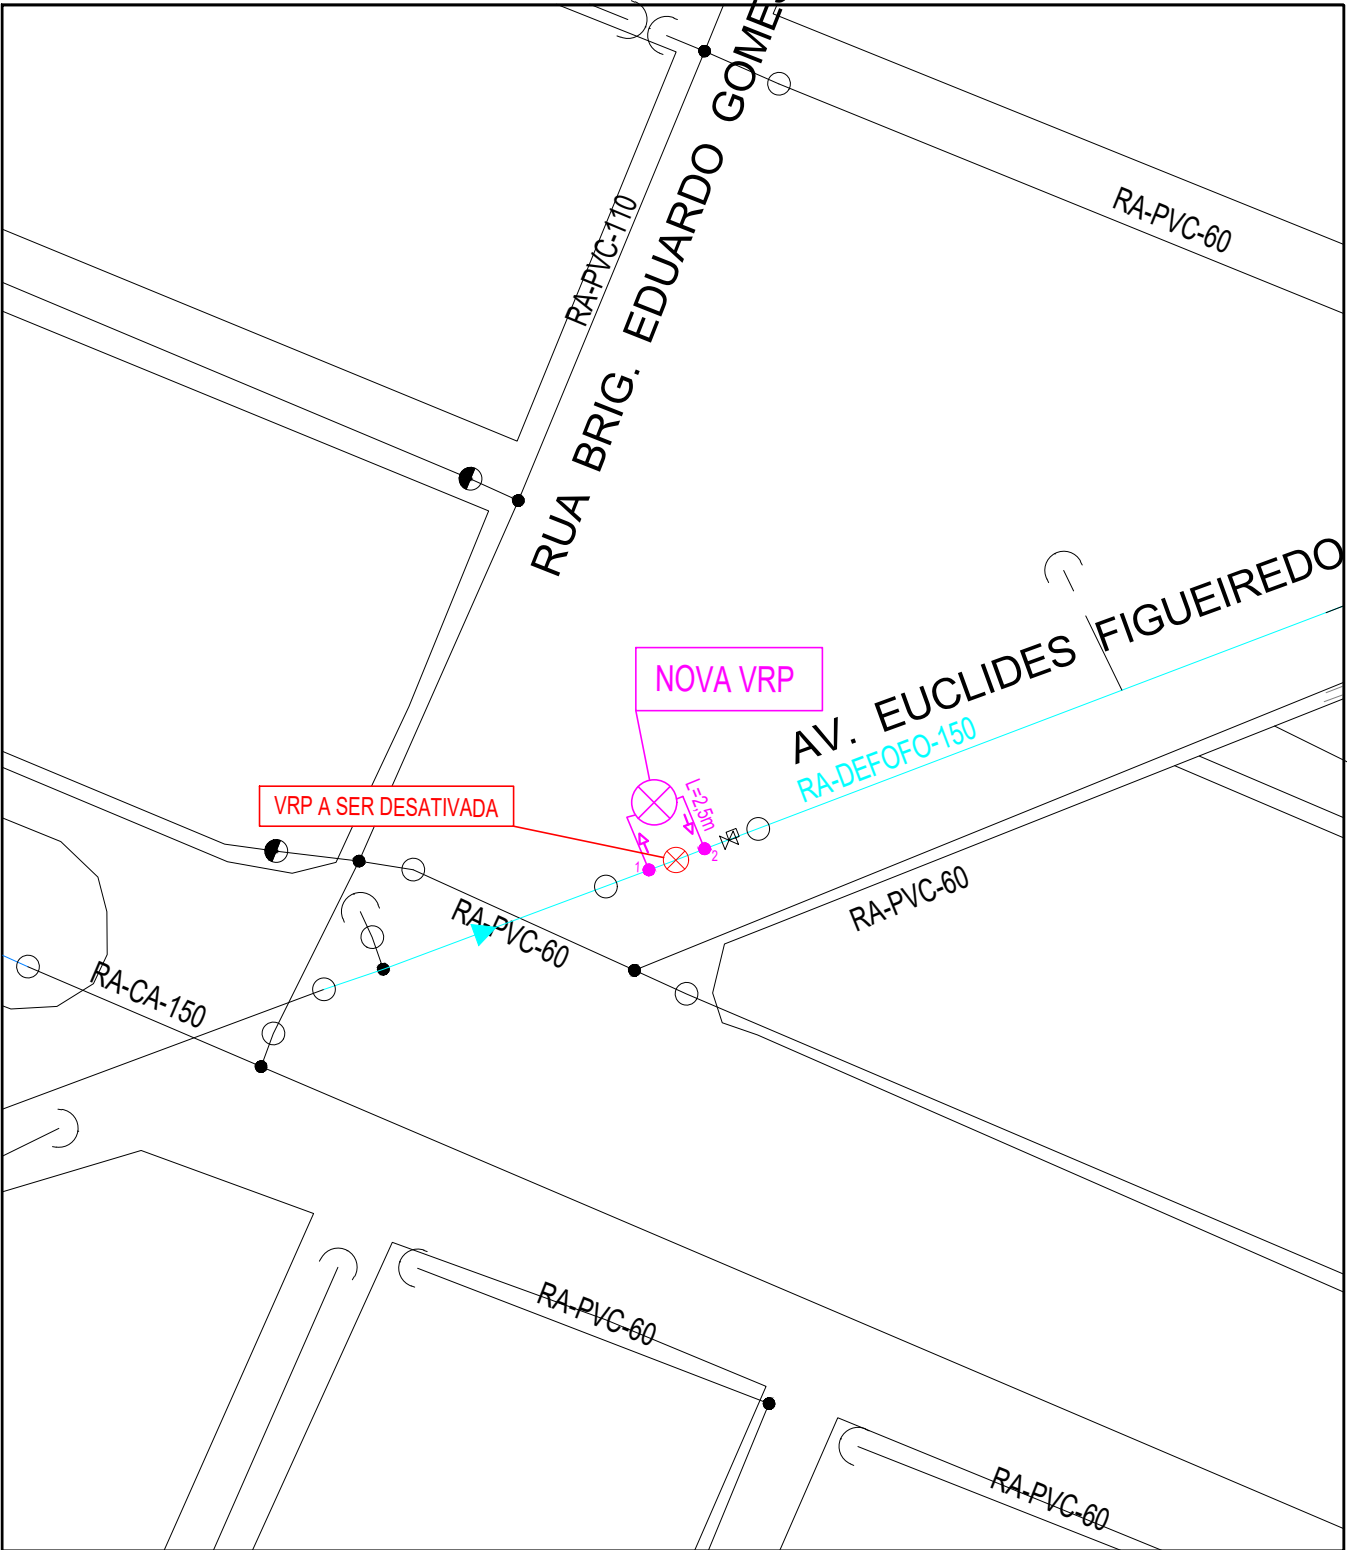 RUA BRIG. EDUARDO GOMES
RA-PVC-60
RA-PVC-110
AV. EUCLIDES FIGUEIREDO
NOVA VRP
RA-DEFOFO-150
L=2,5m
VRP A SER DESATIVADA
1
2
RA-PVC-60
RA-PVC-60
RA-CA-150
RA-PVC-60
RA-PVC-60